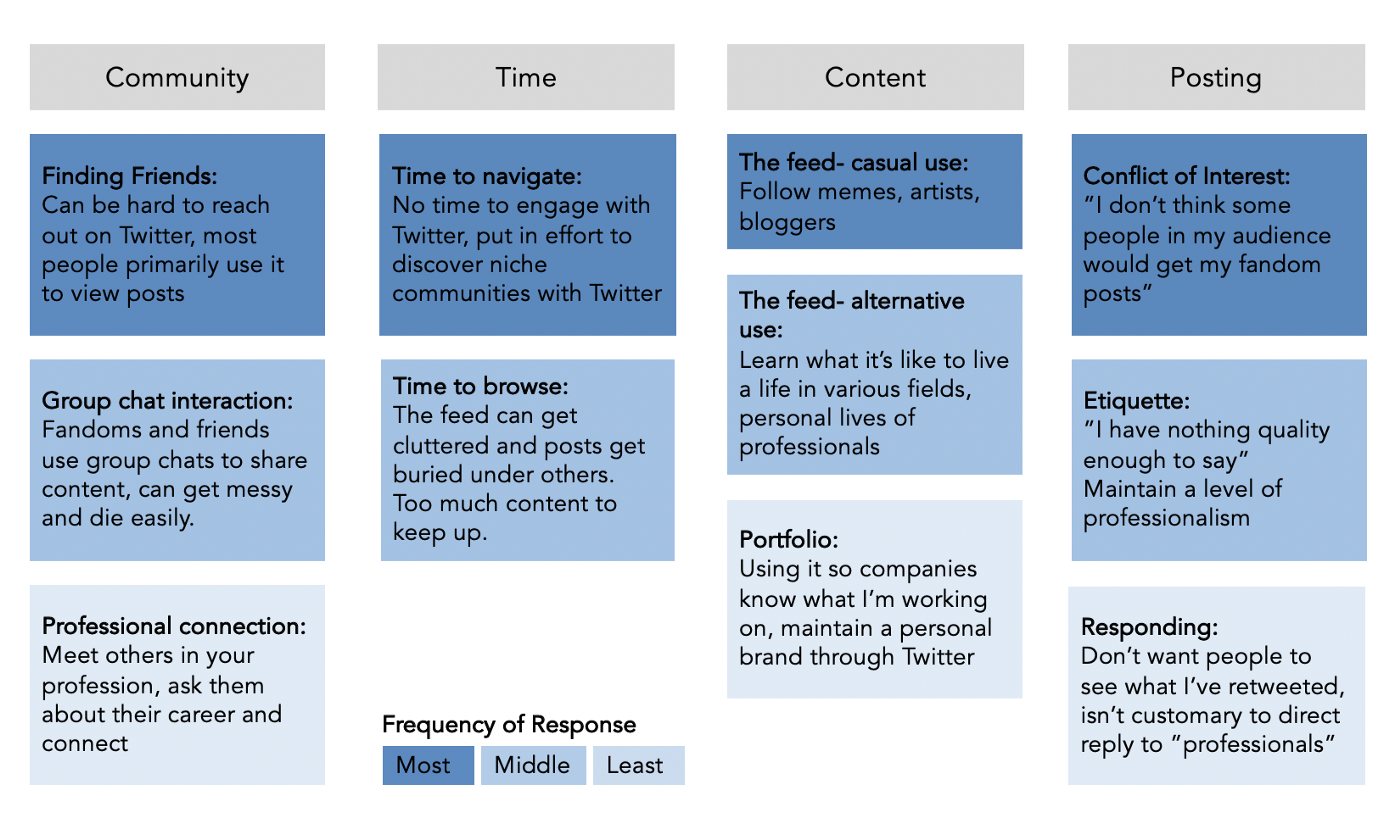 Community
Finding Friends:
Can be hard to reach
out on Twitter, most
people primarily use it
to view posts
Group chat interaction:
Fandoms and friends
use group chats to share
content, can get messy
and die easily.
Professional connection:
Meet others in your
profession, ask them
about their career and
connect
Time
Time to navigate:
No time to engage with
Twitter, put in effort to
discover niche
communities with Twitter
Time to browse:
The feed can get
cluttered and posts get
buried under others.
Too much content to
keep up.
Frequency of Response
Most
Middle
Least
Content
The feed- casual use:
Follow memes, artists,
bloggers
The feed- alternative
use:
Learn what it’s like to live
a life in various fields,
personal lives of
professionals
Portfolio:
Using it so companies
know what I’m working
on, maintain a personal
brand through Twitter
Posting
Conflict of Interest:
”I don’t think some
people in my audience
would get my fandom
posts”
Etiquette:
”I have nothing quality
enough to say”
Maintain a level of
professionalism
Responding:
Don’t want people to
see what I’ve retweeted,
isn’t customary to direct
reply to ”professionals”